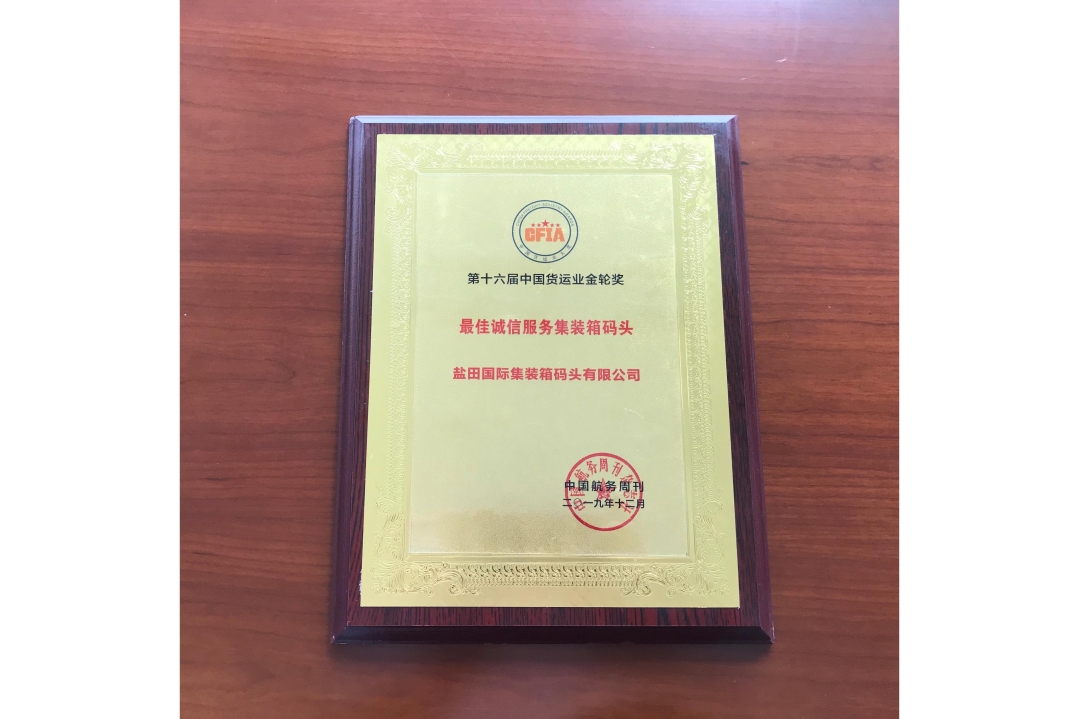 CFIA
第十六届中国货运业金轮奖
最佳诚信服务集装箱码头
盐田国际集装箱码头有限公司
中国航务周刊
二〇一九年十二月